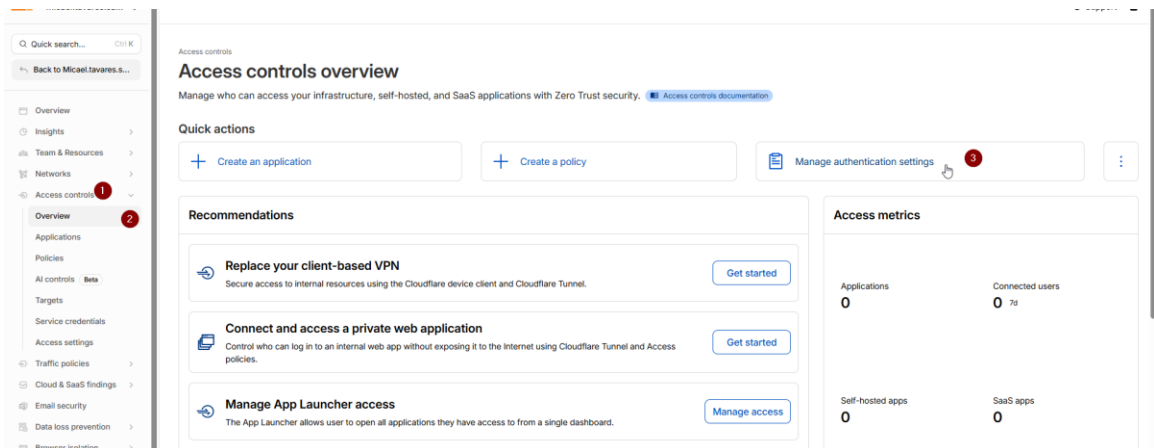 Quick search... Ctrl K
Back to Micael.tavares.s...
Overview
Insights
Team & Resources
Networks
Access controls 1
Overview 2
Applications
Policies
AI controls Beta
Targets
Service credentials
Access settings
Traffic policies
Cloud & SaaS findings
Email security
Data loss prevention
Browser isolation
Access controls
Access controls overview
Manage who can access your infrastructure, self-hosted, and SaaS applications with Zero Trust security. Access controls documentation
Quick actions
Create an application
Create a policy
Manage authentication settings 3
Recommendations
Replace your client-based VPN
Secure access to internal resources using the Cloudflare device client and Cloudflare Tunnel.
Get started
Connect and access a private web application
Control who can log in to an internal web app without exposing it to the Internet using Cloudflare Tunnel and Access
policies.
Get started
Manage App Launcher access
The App Launcher allows user to open all applications they have access to from a single dashboard.
Manage access
Access metrics
Applications
0
Connected users
0 7d
Self-hosted apps
0
SaaS apps
0